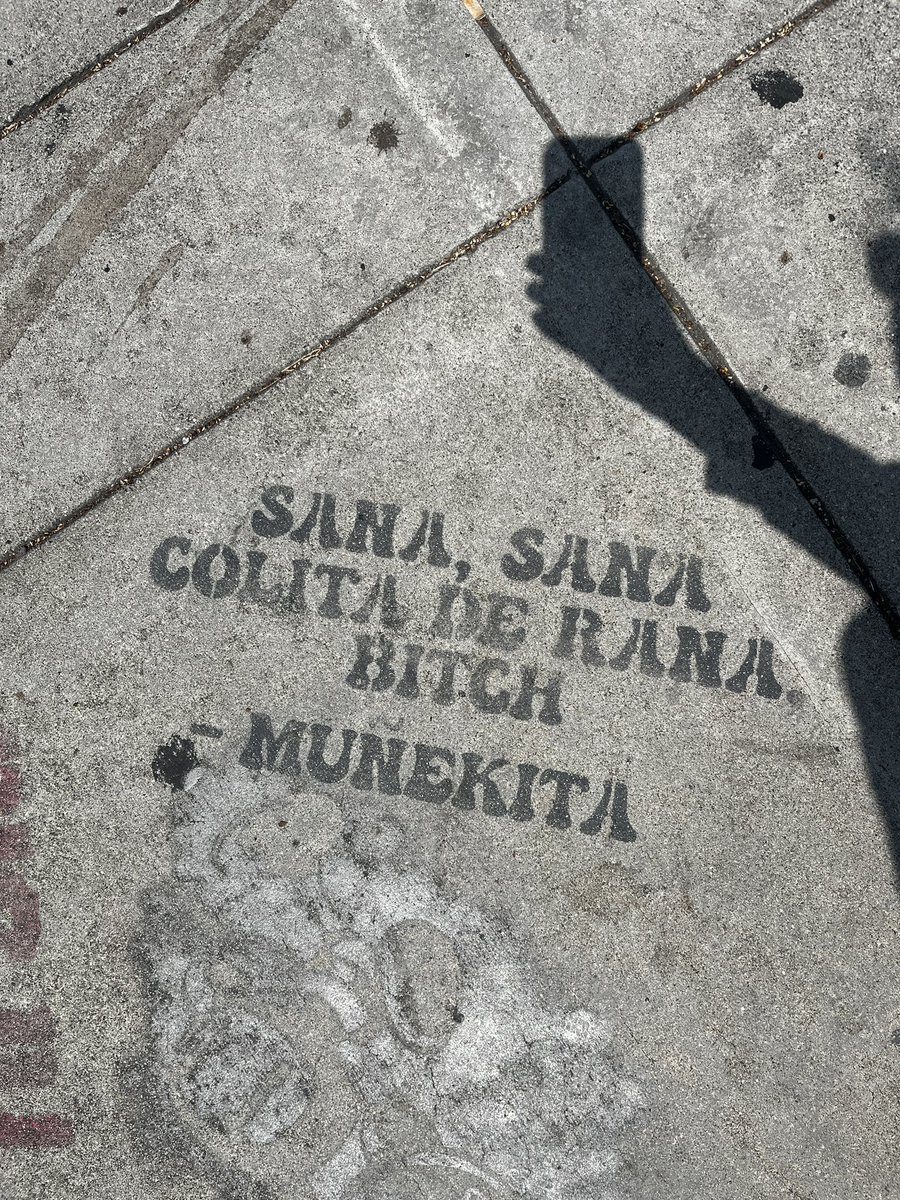 SANA, SANA
COLITA DE RANA,
BITCH
- MUÑEKITA